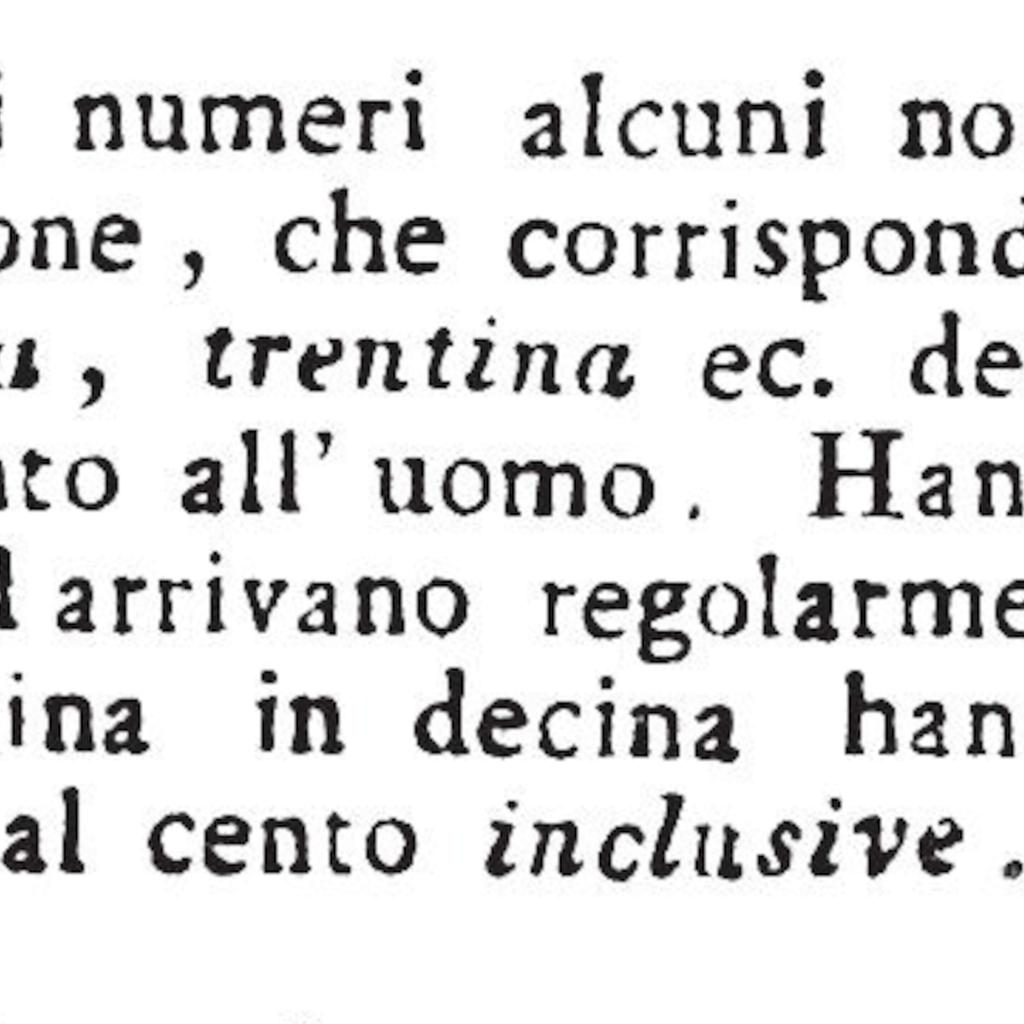 i numeri alcuni no
one , che corrispond
a , trentina ec. de
nto all' uomo . Han
d arrivano regolarme
ina in decina han
al cento inclusive .